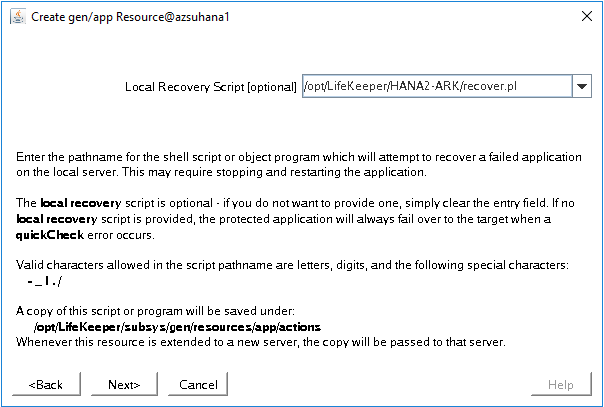 Create gen/app Resource@azsuhana1
Local Recovery Script [optional] /opt/LifeKeeper/HANA2-ARK/recover.pl
Enter the pathname for the shell script or object program which will attempt to recover a failed application
on the local server. This may require stopping and restarting the application.
The local recovery script is optional - if you do not want to provide one, simply clear the entry field. If no
local recovery script is provided, the protected application will always fail over to the target when a
quickCheck error occurs.
Valid characters allowed in the script pathname are letters, digits, and the following special characters:
- _ ! . /
A copy of this script or program will be saved under:
/opt/LifeKeeper/subsys/gen/resources/app/actions
Whenever this resource is extended to a new server, the copy will be passed to that server.
<Back Next> Cancel Help